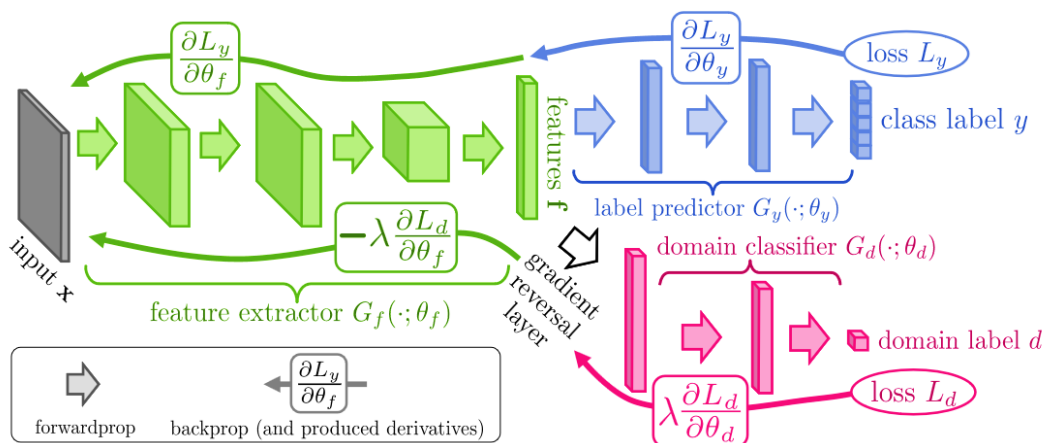 ∂L_y/∂θ_f
∂L_y/∂θ_y
loss L_y
input x
features f
class label y
label predictor G_y(·; θ_y)
−λ ∂L_d/∂θ_f
feature extractor G_f(·; θ_f)
gradient
reversal
layer
domain classifier G_d(·; θ_d)
domain label d
λ ∂L_d/∂θ_d
loss L_d
forwardprop
∂L_y/∂θ_f
backprop (and produced derivatives)